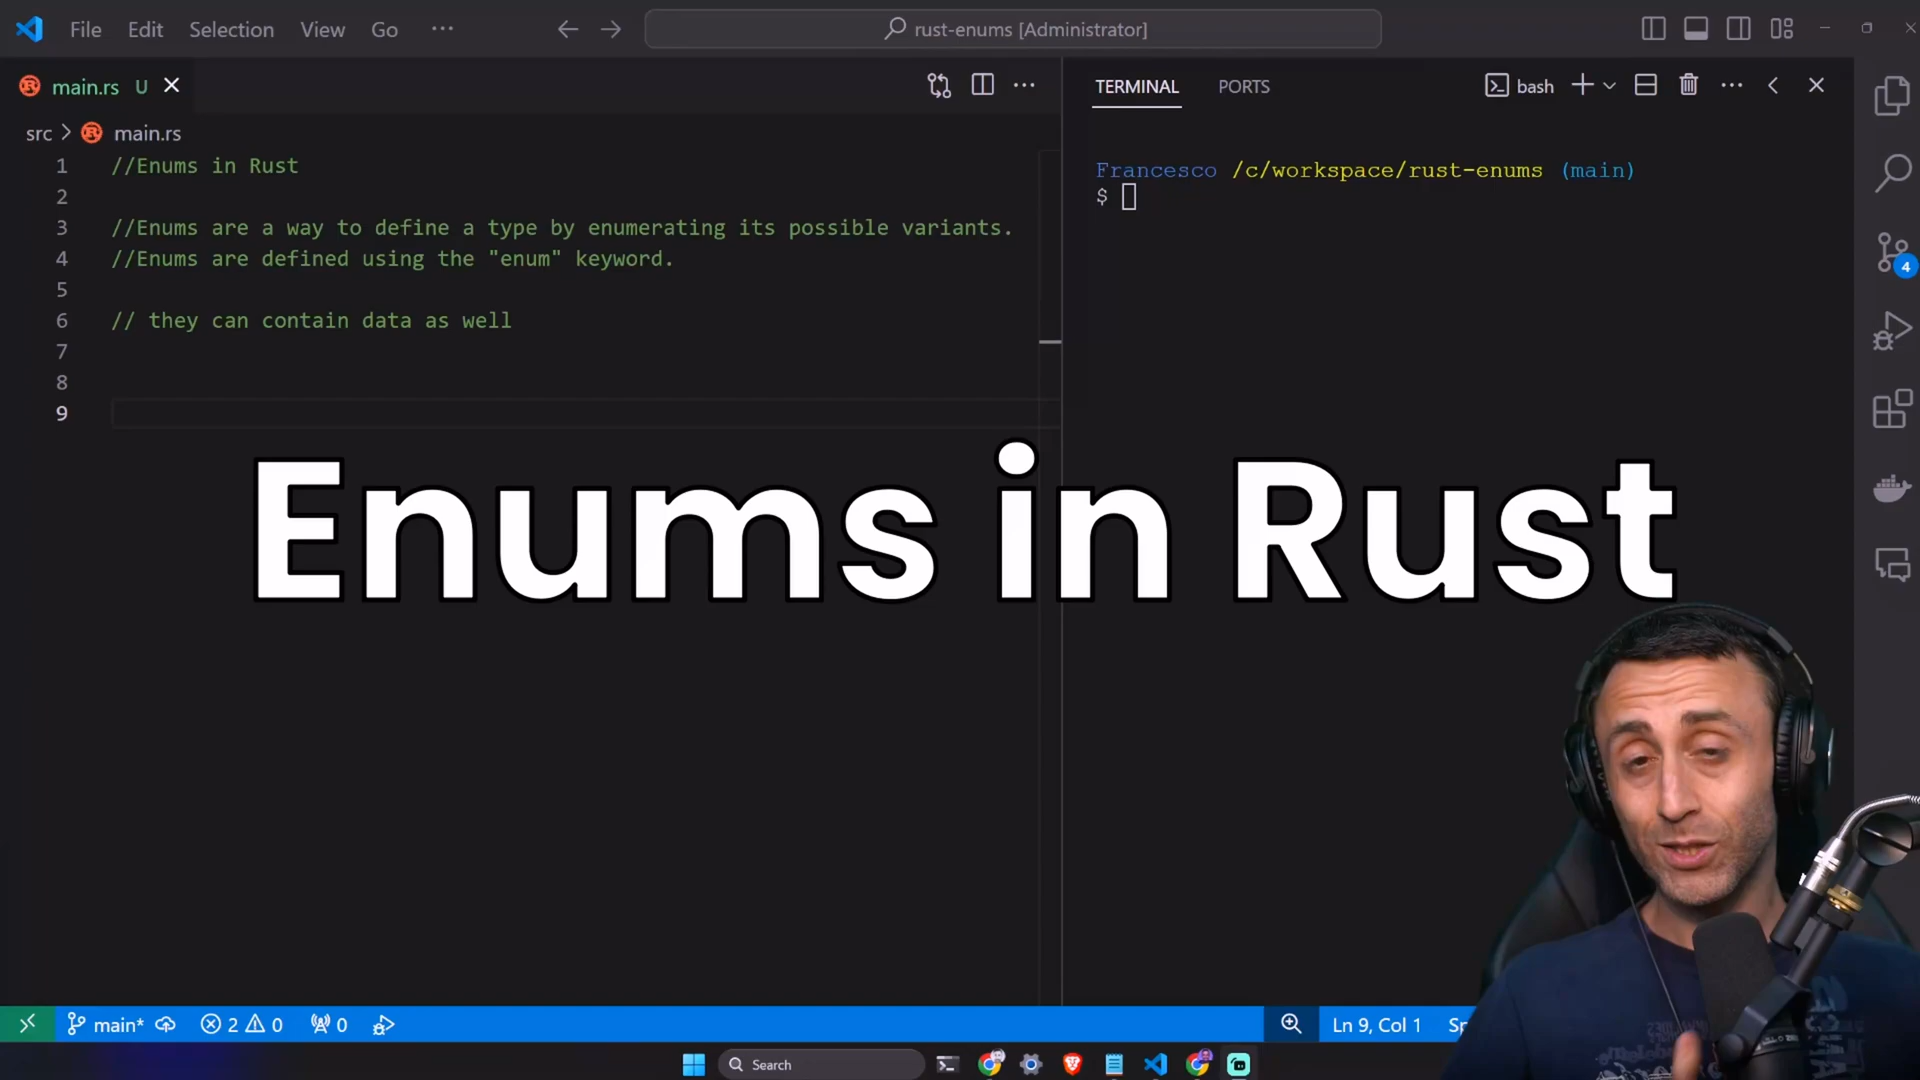 File Edit Selection View Go ···
rust-enums [Administrator]
main.rs U
src > main.rs
1 //Enums in Rust
2
3 //Enums are a way to define a type by enumerating its possible variants.
4 //Enums are defined using the "enum" keyword.
5
6 // they can contain data as well
7
8
9
TERMINAL PORTS
bash
Francesco /c/workspace/rust-enums (main)
$
4
Enums in Rust
main* 2 0 0
Ln 9, Col 1
Search